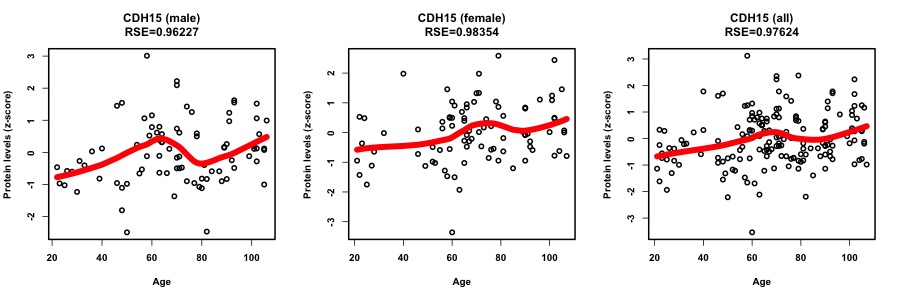 CDH15 (male)
RSE=0.96227
Protein levels (z-score)
3
2
1
0
-1
-2
20
40
60
80
100
Age
CDH15 (female)
RSE=0.98354
Protein levels (z-score)
2
1
0
-1
-2
-3
20
40
60
80
100
Age
CDH15 (all)
RSE=0.97624
Protein levels (z-score)
3
2
1
0
-1
-2
-3
20
40
60
80
100
Age